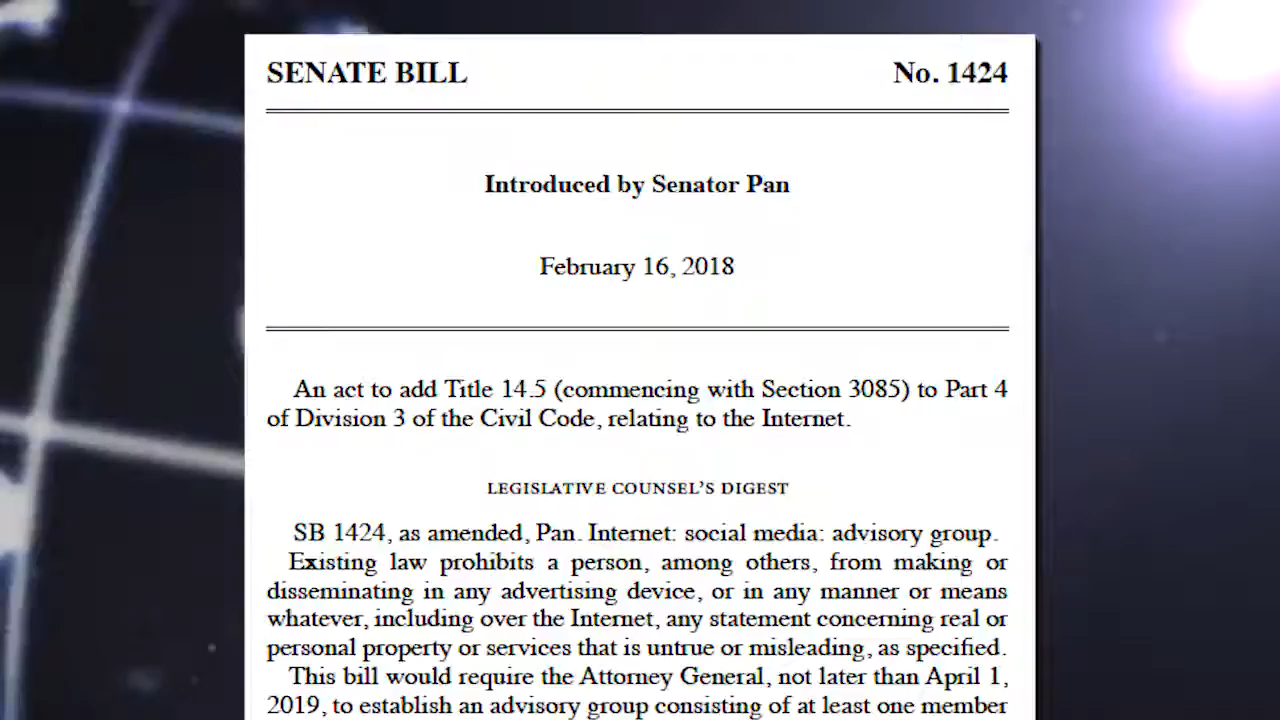 SENATE BILL No. 1424
Introduced by Senator Pan
February 16, 2018
An act to add Title 14.5 (commencing with Section 3085) to Part 4
of Division 3 of the Civil Code, relating to the Internet.
LEGISLATIVE COUNSEL’S DIGEST
SB 1424, as amended, Pan. Internet: social media: advisory group.
Existing law prohibits a person, among others, from making or
disseminating in any advertising device, or in any manner or means
whatever, including over the Internet, any statement concerning real or
personal property or services that is untrue or misleading, as specified.
This bill would require the Attorney General, not later than April 1,
2019, to establish an advisory group consisting of at least one member